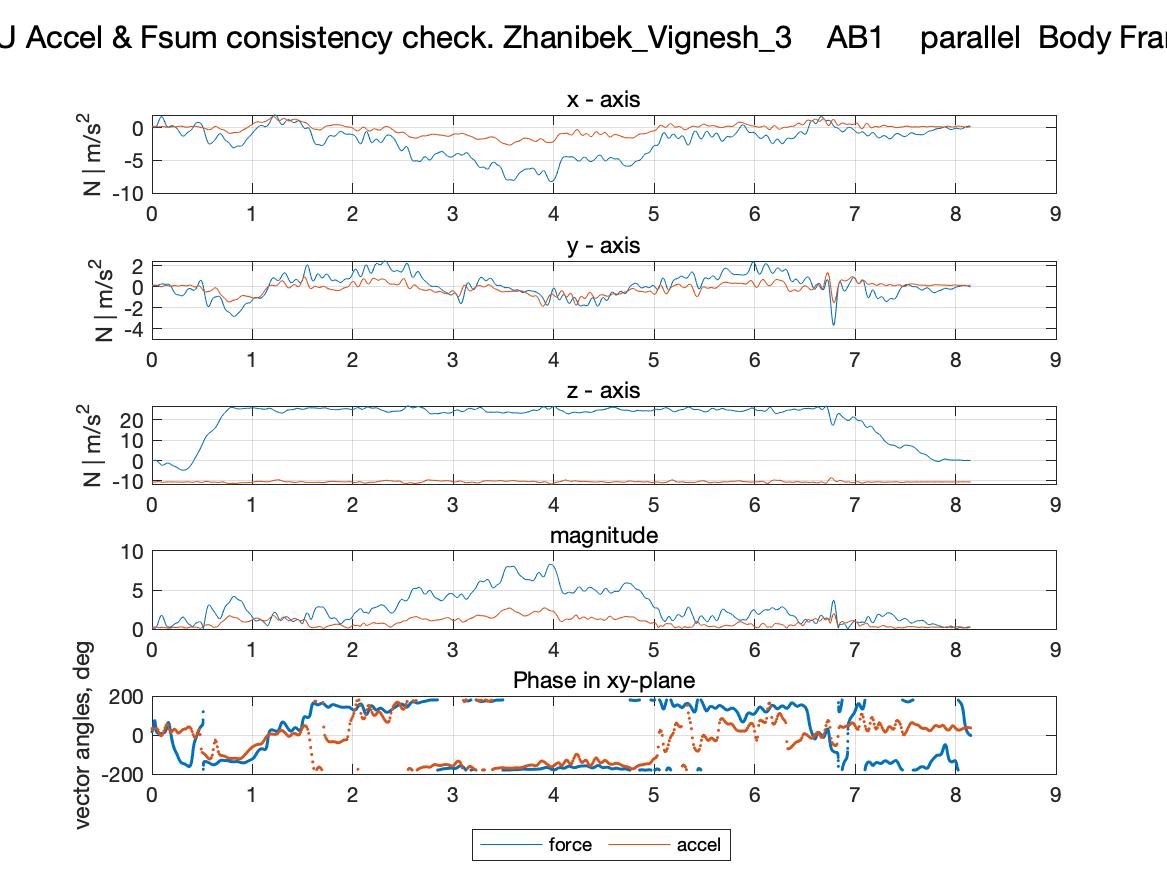 U Accel & Fsum consistency check. Zhanibek_Vignesh_3 AB1 parallel Body Fra
x - axis
N | m/s²
0
-5
-10
0 1 2 3 4 5 6 7 8 9
y - axis
N | m/s²
2
0
-2
-4
0 1 2 3 4 5 6 7 8 9
z - axis
N | m/s²
20
10
0
-10
0 1 2 3 4 5 6 7 8 9
magnitude
10
5
0
0 1 2 3 4 5 6 7 8 9
Phase in xy-plane
vector angles, deg
200
0
-200
0 1 2 3 4 5 6 7 8 9
force accel